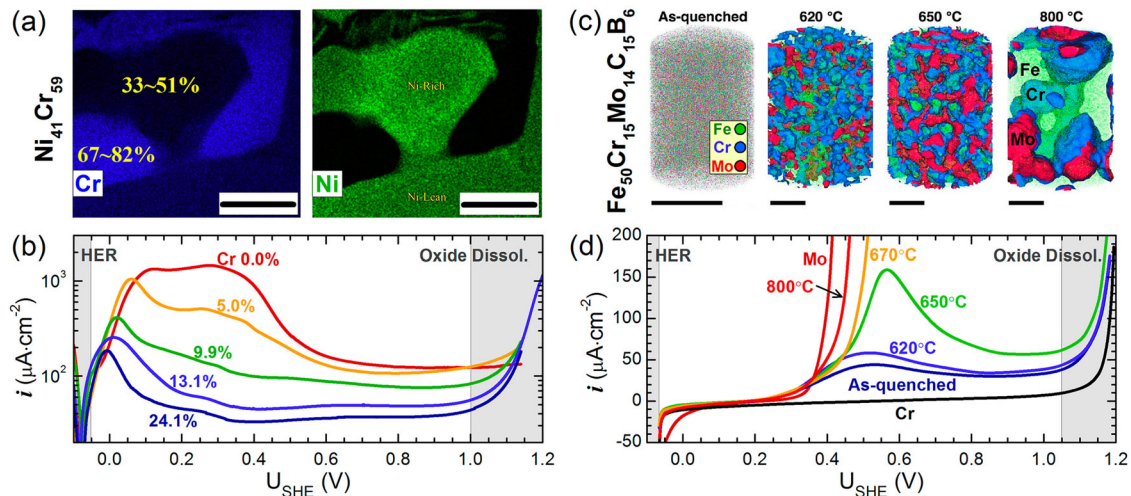 (a)
Ni41Cr59
33~51%
67~82%
Cr
Ni-Rich
Ni-Lean
Ni
(c)
Fe50Cr15Mo14C15B6
As-quenched
620 °C
650 °C
800 °C
Fe
Cr
Mo
Fe
Cr
Mo
(b)
HER
Oxide Dissol.
Cr 0.0%
5.0%
9.9%
13.1%
24.1%
10³
10²
i (μA·cm⁻²)
0.0 0.2 0.4 0.6 0.8 1.0 1.2
USHE (V)
(d)
HER
Oxide Dissol.
Mo
800°C
670°C
650°C
620°C
As-quenched
Cr
200
150
100
50
0
-50
i (μA·cm⁻²)
0.0 0.2 0.4 0.6 0.8 1.0 1.2
USHE (V)